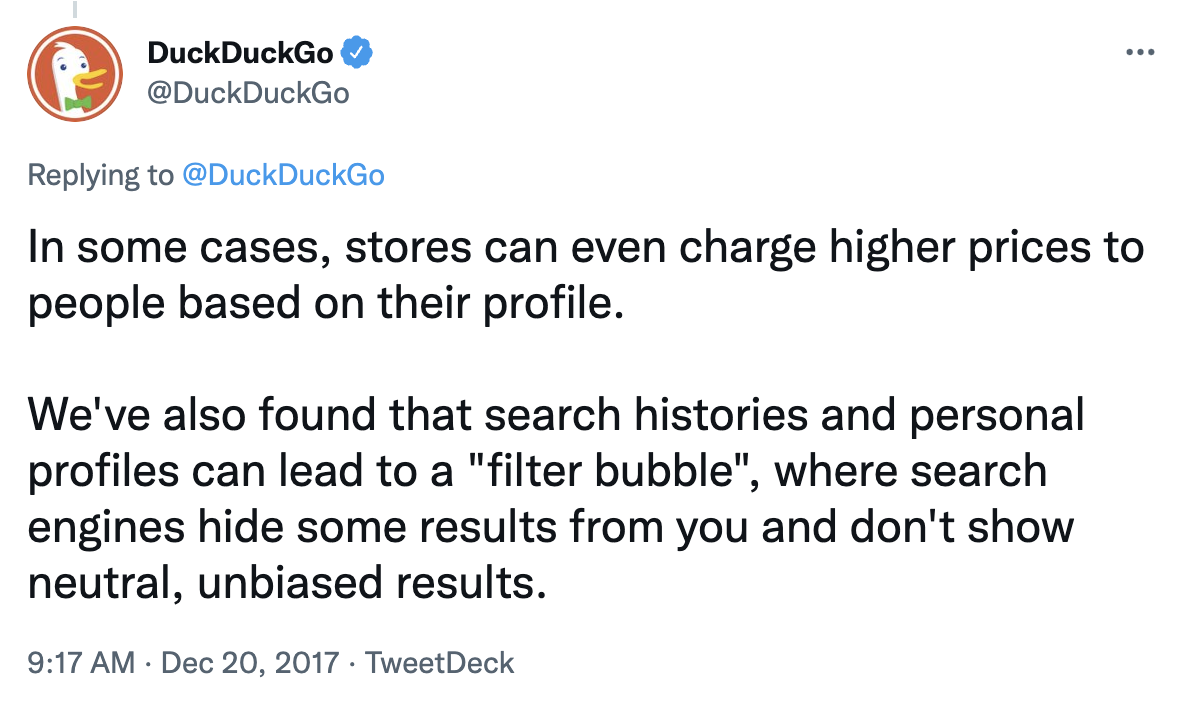 DuckDuckGo
@DuckDuckGo
Replying to @DuckDuckGo
In some cases, stores can even charge higher prices to
people based on their profile.
We've also found that search histories and personal
profiles can lead to a "filter bubble", where search
engines hide some results from you and don't show
neutral, unbiased results.
9:17 AM · Dec 20, 2017 · TweetDeck